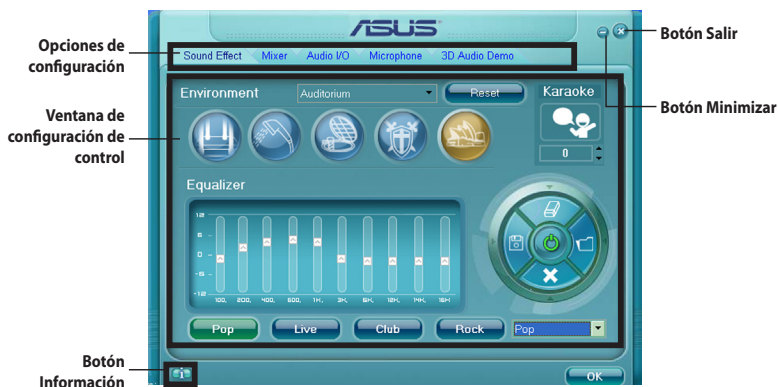 ASUS
Opciones de
configuración
Sound Effect Mixer Audio I/O Microphone 3D Audio Demo
Botón Salir
Botón Minimizar
Ventana de
configuración de
control
Environment Auditorium Reset Karaoke
0
Equalizer
12
6
0
-6
-12
100, 200, 400, 600, 1K, 3K, 6K, 12K, 14K, 16K
Pop Live Club Rock Pop
Botón
Información
i
OK